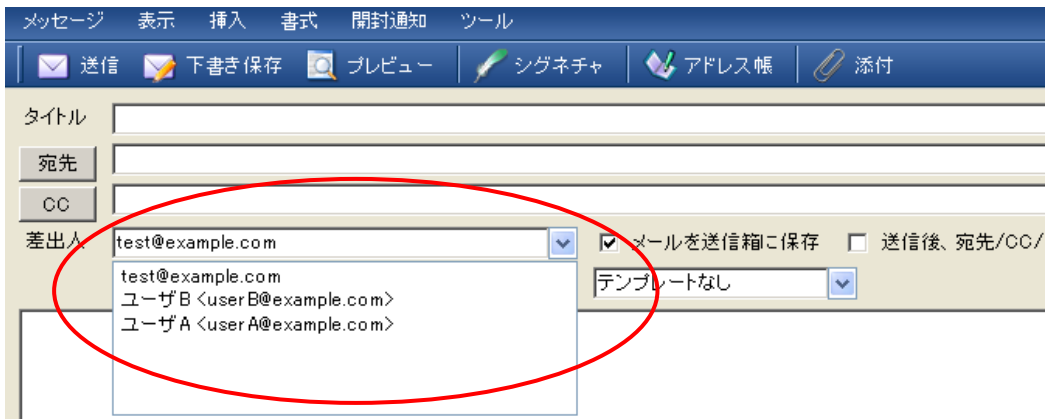 メッセージ 表示 挿入 書式 開封通知 ツール
送信 下書き保存 プレビュー シグネチャ アドレス帳 添付
タイトル
宛先
CC
差出人 test@example.com メールを送信箱に保存 送信後、宛先/CC/
test@example.com
ユーザB <userB@example.com> テンプレートなし
ユーザA <userA@example.com>